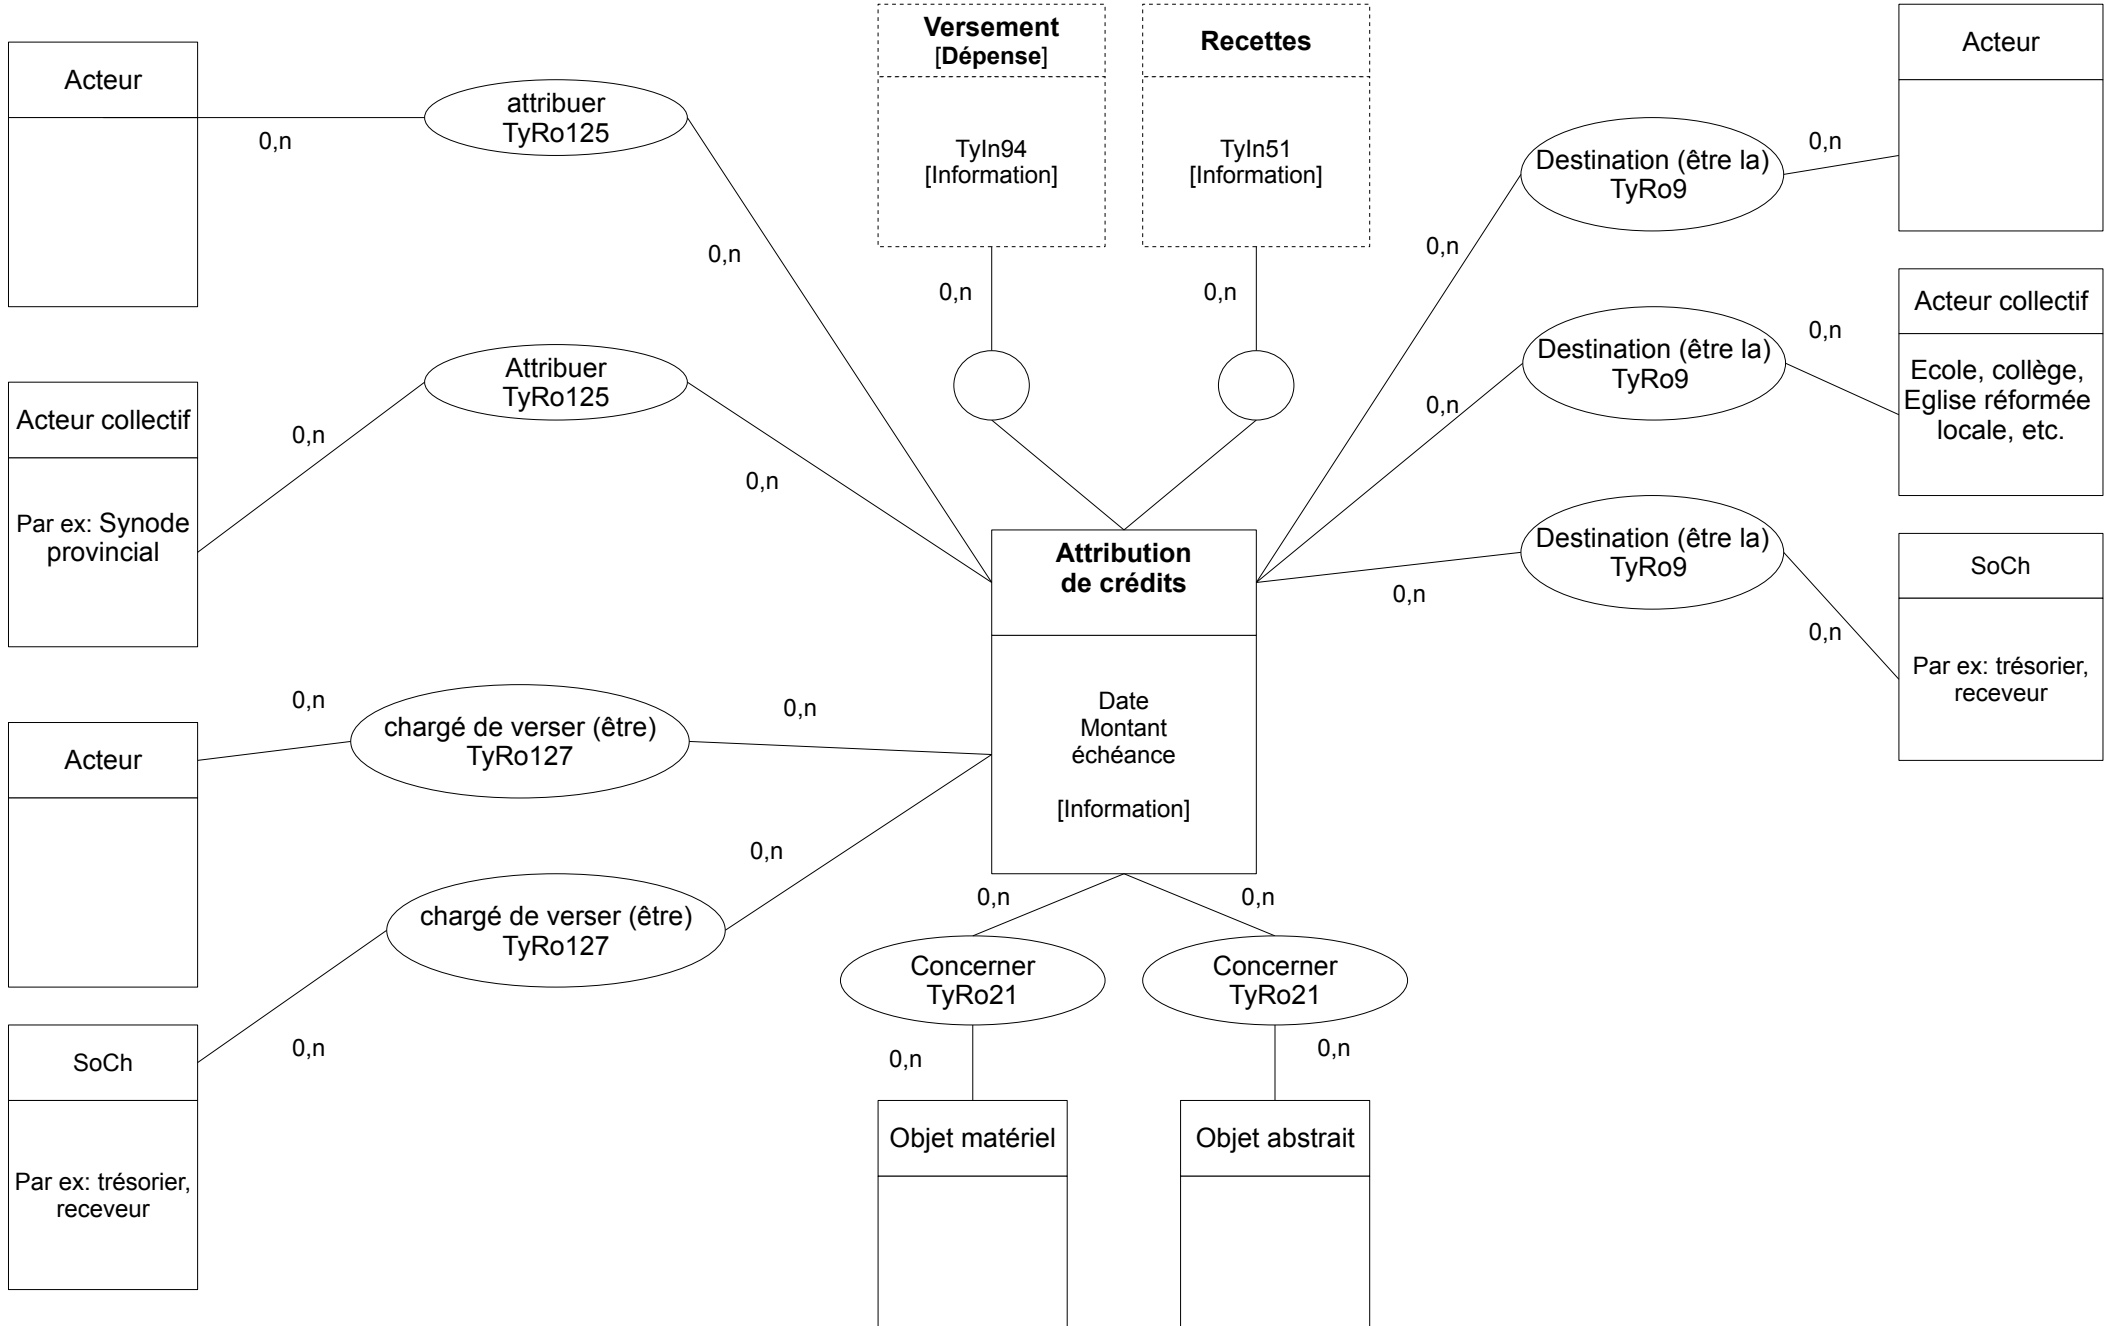 Acteur
attribuer
TyRo125
0,n
0,n
Acteur collectif
Par ex: Synode
provincial
Attribuer
TyRo125
0,n
0,n
Acteur
chargé de verser (être)
TyRo127
0,n
0,n
SoCh
Par ex: trésorier,
receveur
chargé de verser (être)
TyRo127
0,n
0,n
Versement
[Dépense]
TyIn94
[Information]
0,n
Recettes
TyIn51
[Information]
0,n
Attribution
de crédits
Date
Montant
échéance
[Information]
0,n
0,n
Concerner
TyRo21
Concerner
TyRo21
0,n
0,n
Objet matériel
Objet abstrait
Destination (être la)
TyRo9
0,n
0,n
Acteur
Destination (être la)
TyRo9
0,n
0,n
Acteur collectif
Ecole, collège,
Eglise réformée
locale, etc.
Destination (être la)
TyRo9
0,n
0,n
SoCh
Par ex: trésorier,
receveur